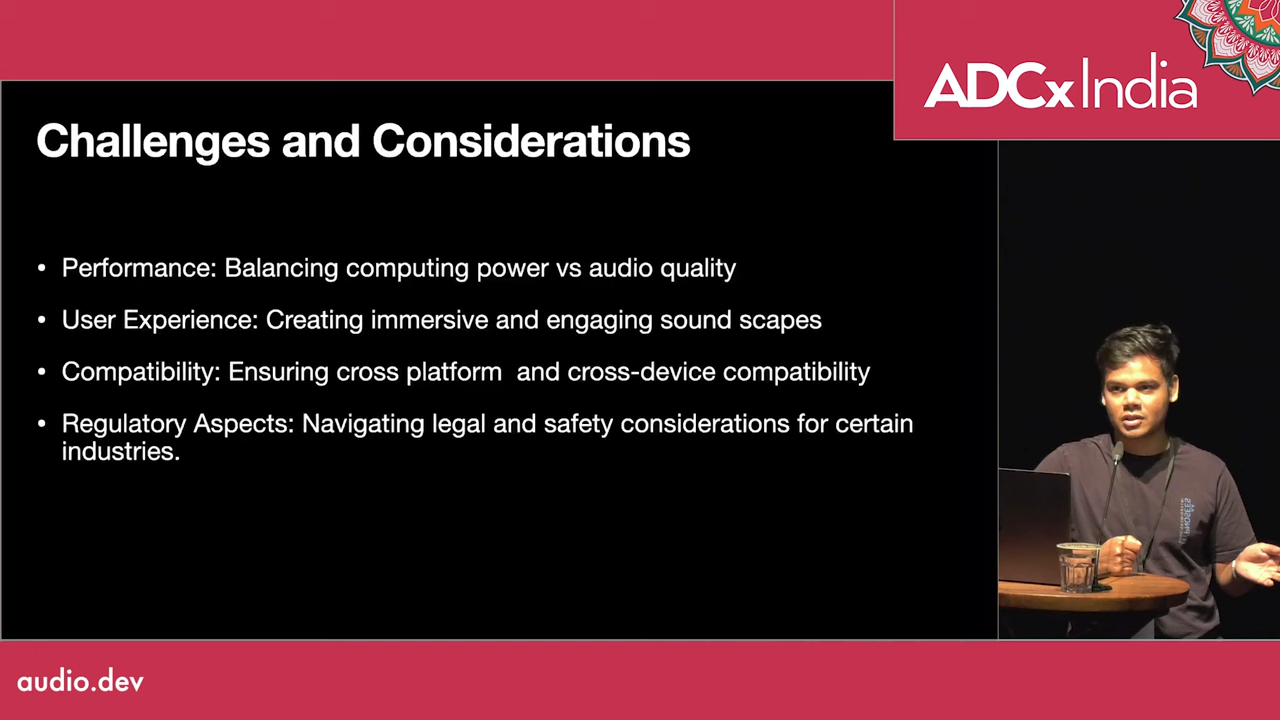 ADCxIndia
Challenges and Considerations
• Performance: Balancing computing power vs audio quality
• User Experience: Creating immersive and engaging sound scapes
• Compatibility: Ensuring cross platform  and cross-device compatibility
• Regulatory Aspects: Navigating legal and safety considerations for certain
industries.
audio.dev